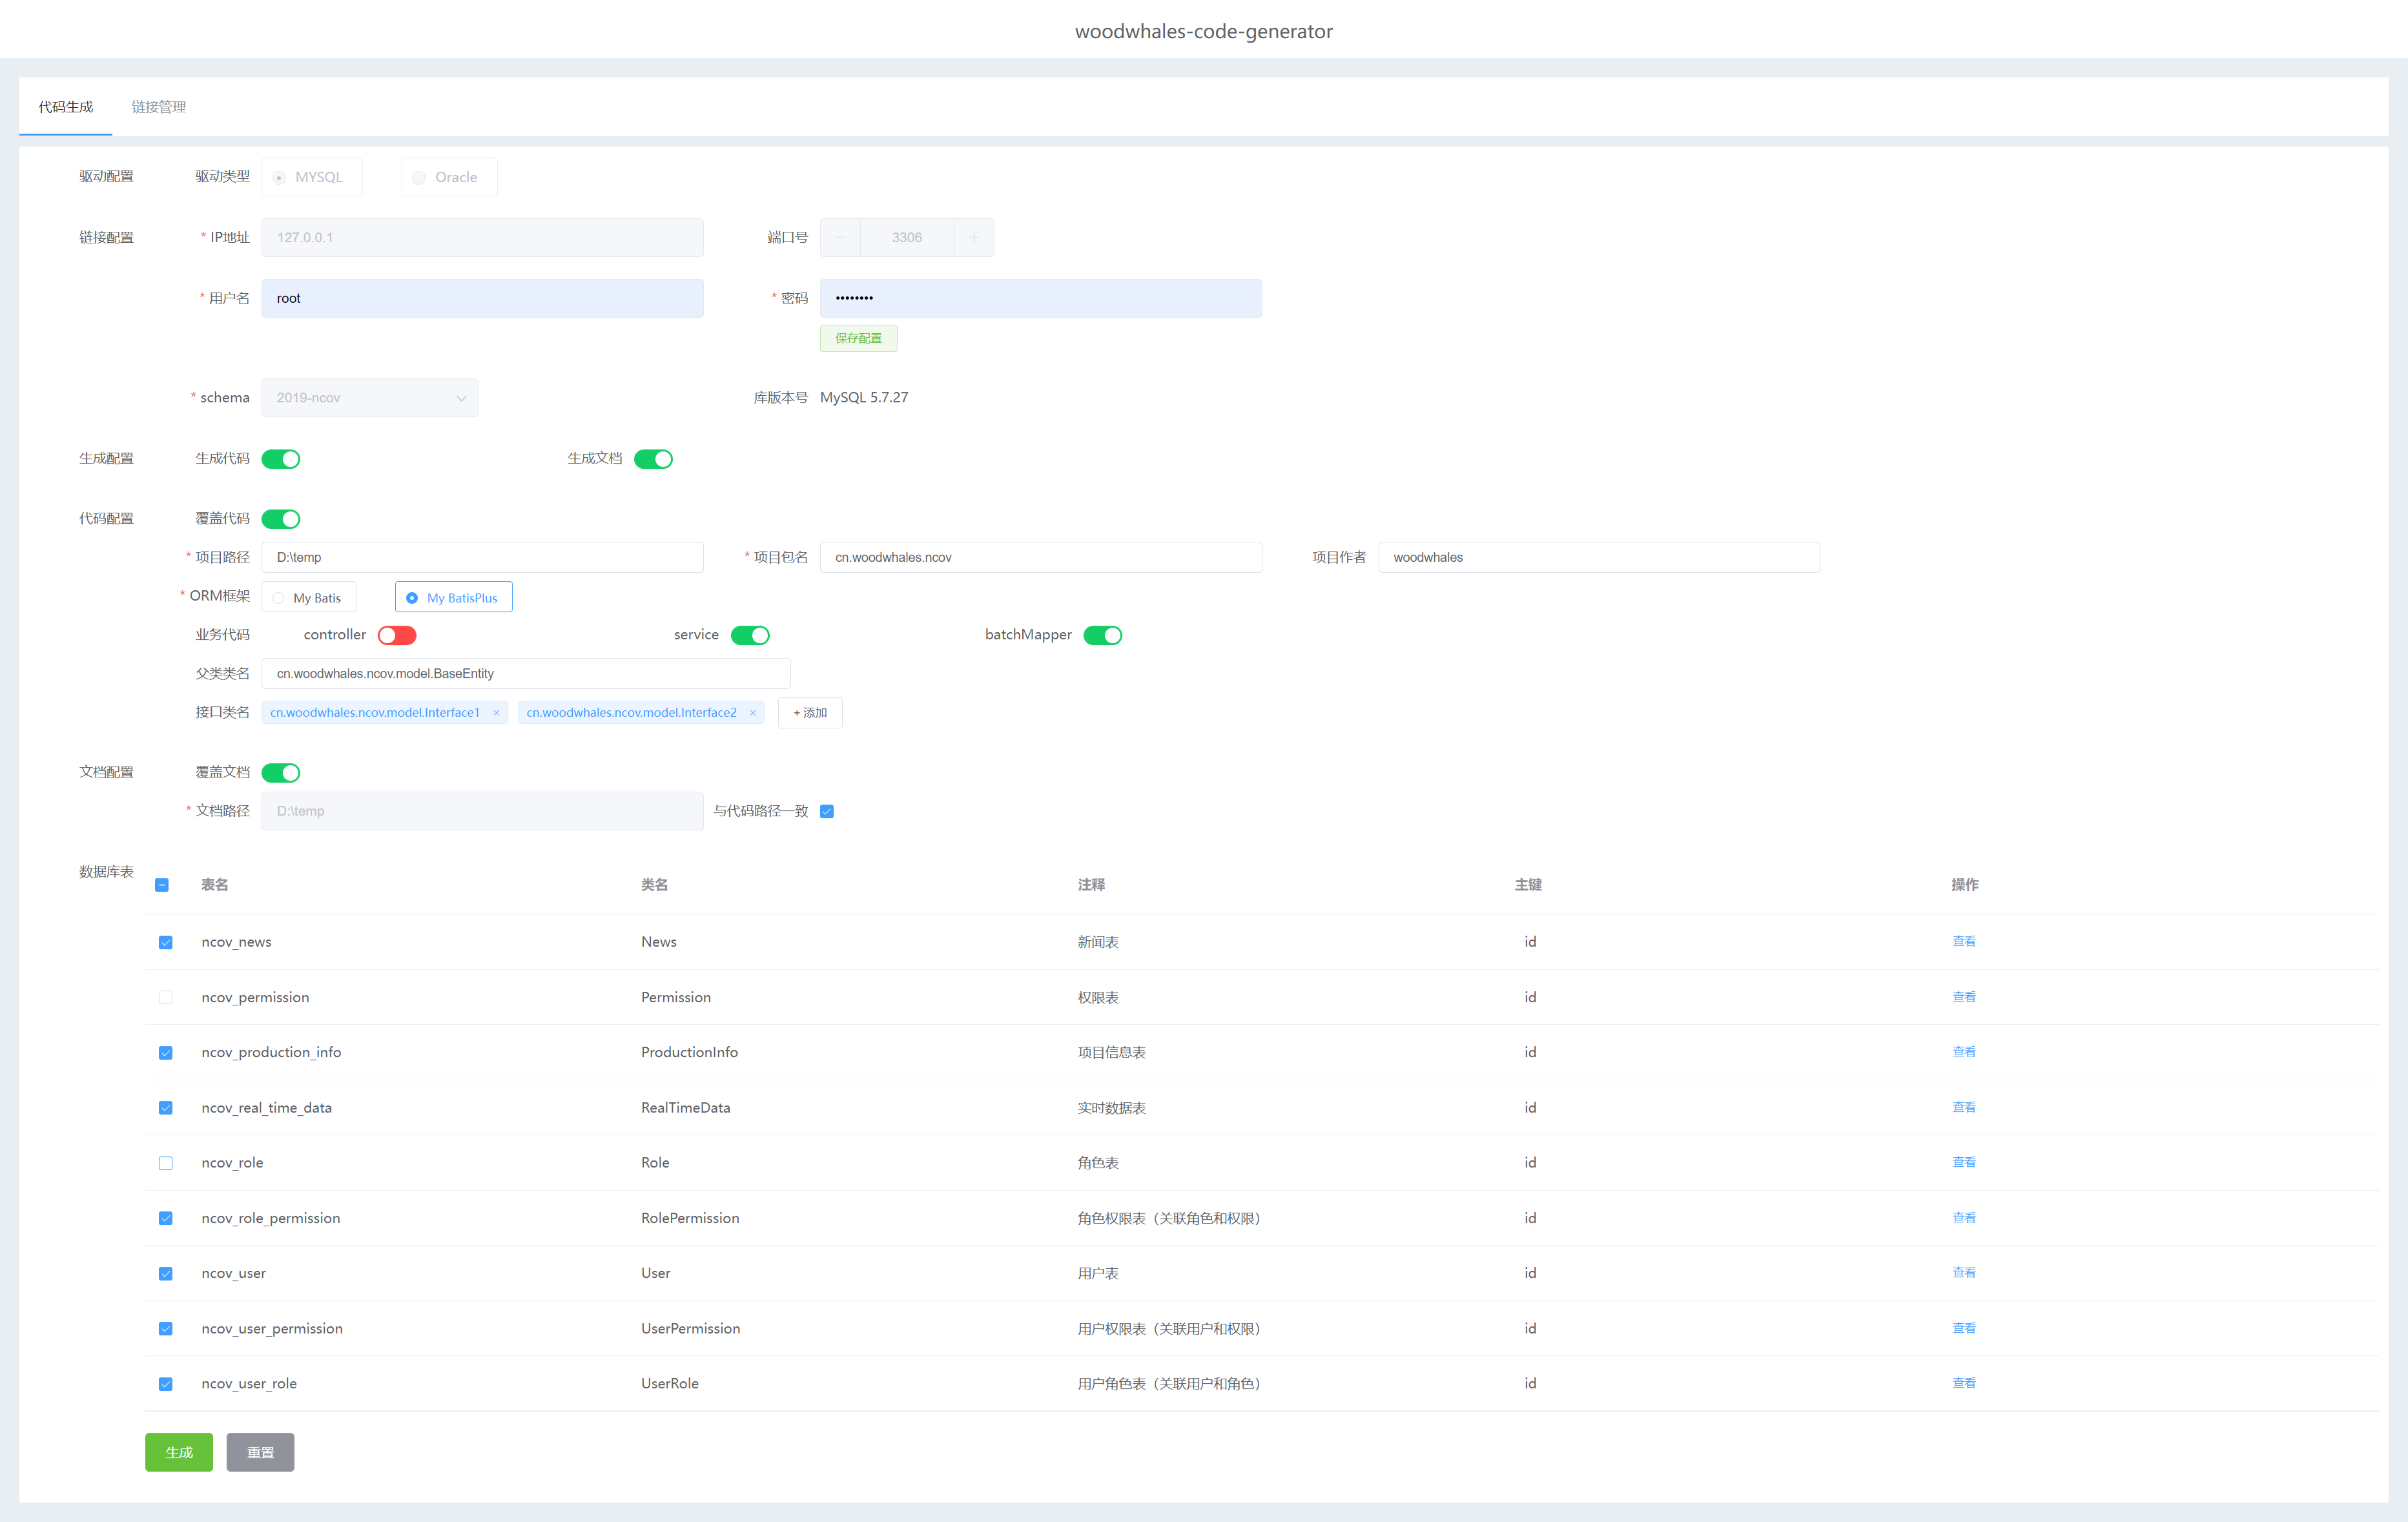 woodwhales-code-generator
代码生成 链接管理
驱动配置 驱动类型 MYSQL Oracle
链接配置 * IP地址 127.0.0.1 端口号 − 3306 +
* 用户名 root * 密码 ••••••••
保存配置
* schema 2019-ncov 库版本号 MySQL 5.7.27
生成配置 生成代码 生成文档
代码配置 覆盖代码
* 项目路径 D:\temp * 项目包名 cn.woodwhales.ncov 项目作者 woodwhales
* ORM框架 My Batis My BatisPlus
业务代码 controller service batchMapper
父类类名 cn.woodwhales.ncov.model.BaseEntity
接口类名 cn.woodwhales.ncov.model.Interface1 × cn.woodwhales.ncov.model.Interface2 × + 添加
文档配置 覆盖文档
* 文档路径 D:\temp 与代码路径一致
数据库表
表名 类名 注释 主键 操作
ncov_news News 新闻表 id 查看
ncov_permission Permission 权限表 id 查看
ncov_production_info ProductionInfo 项目信息表 id 查看
ncov_real_time_data RealTimeData 实时数据表 id 查看
ncov_role Role 角色表 id 查看
ncov_role_permission RolePermission 角色权限表（关联角色和权限） id 查看
ncov_user User 用户表 id 查看
ncov_user_permission UserPermission 用户权限表（关联用户和权限） id 查看
ncov_user_role UserRole 用户角色表（关联用户和角色） id 查看
生成 重置